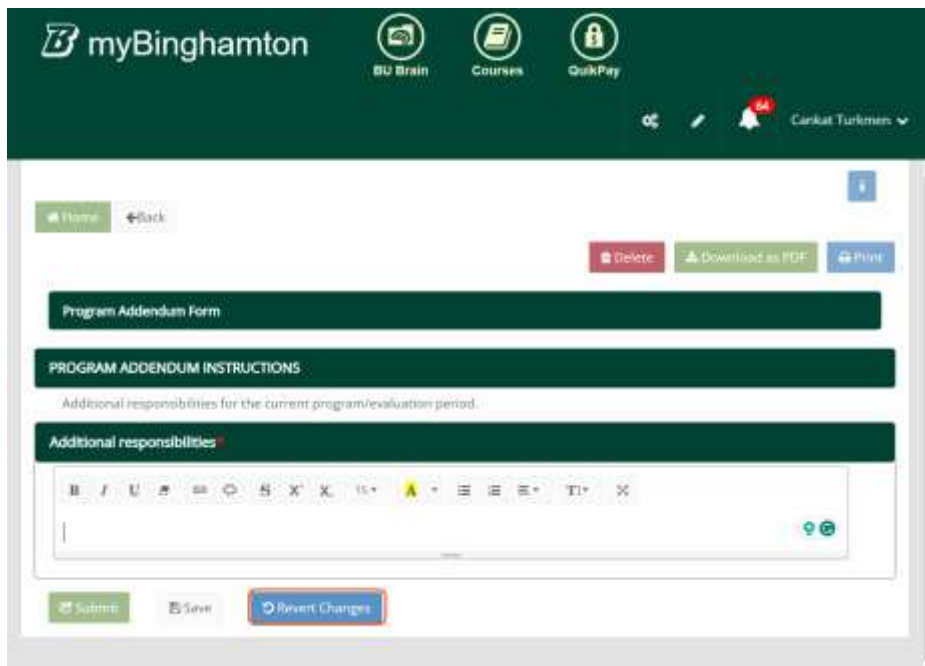 B myBinghamton
BU Brain Courses QuikPay
64 Cankat Turkmen
i
Home Back
Delete Download as PDF Print
Program Addendum Form
PROGRAM ADDENDUM INSTRUCTIONS
Additional responsibilities for the current program/evaluation period.
Additional responsibilities*
B I U S X X 15 A T
Submit Save Revert Changes